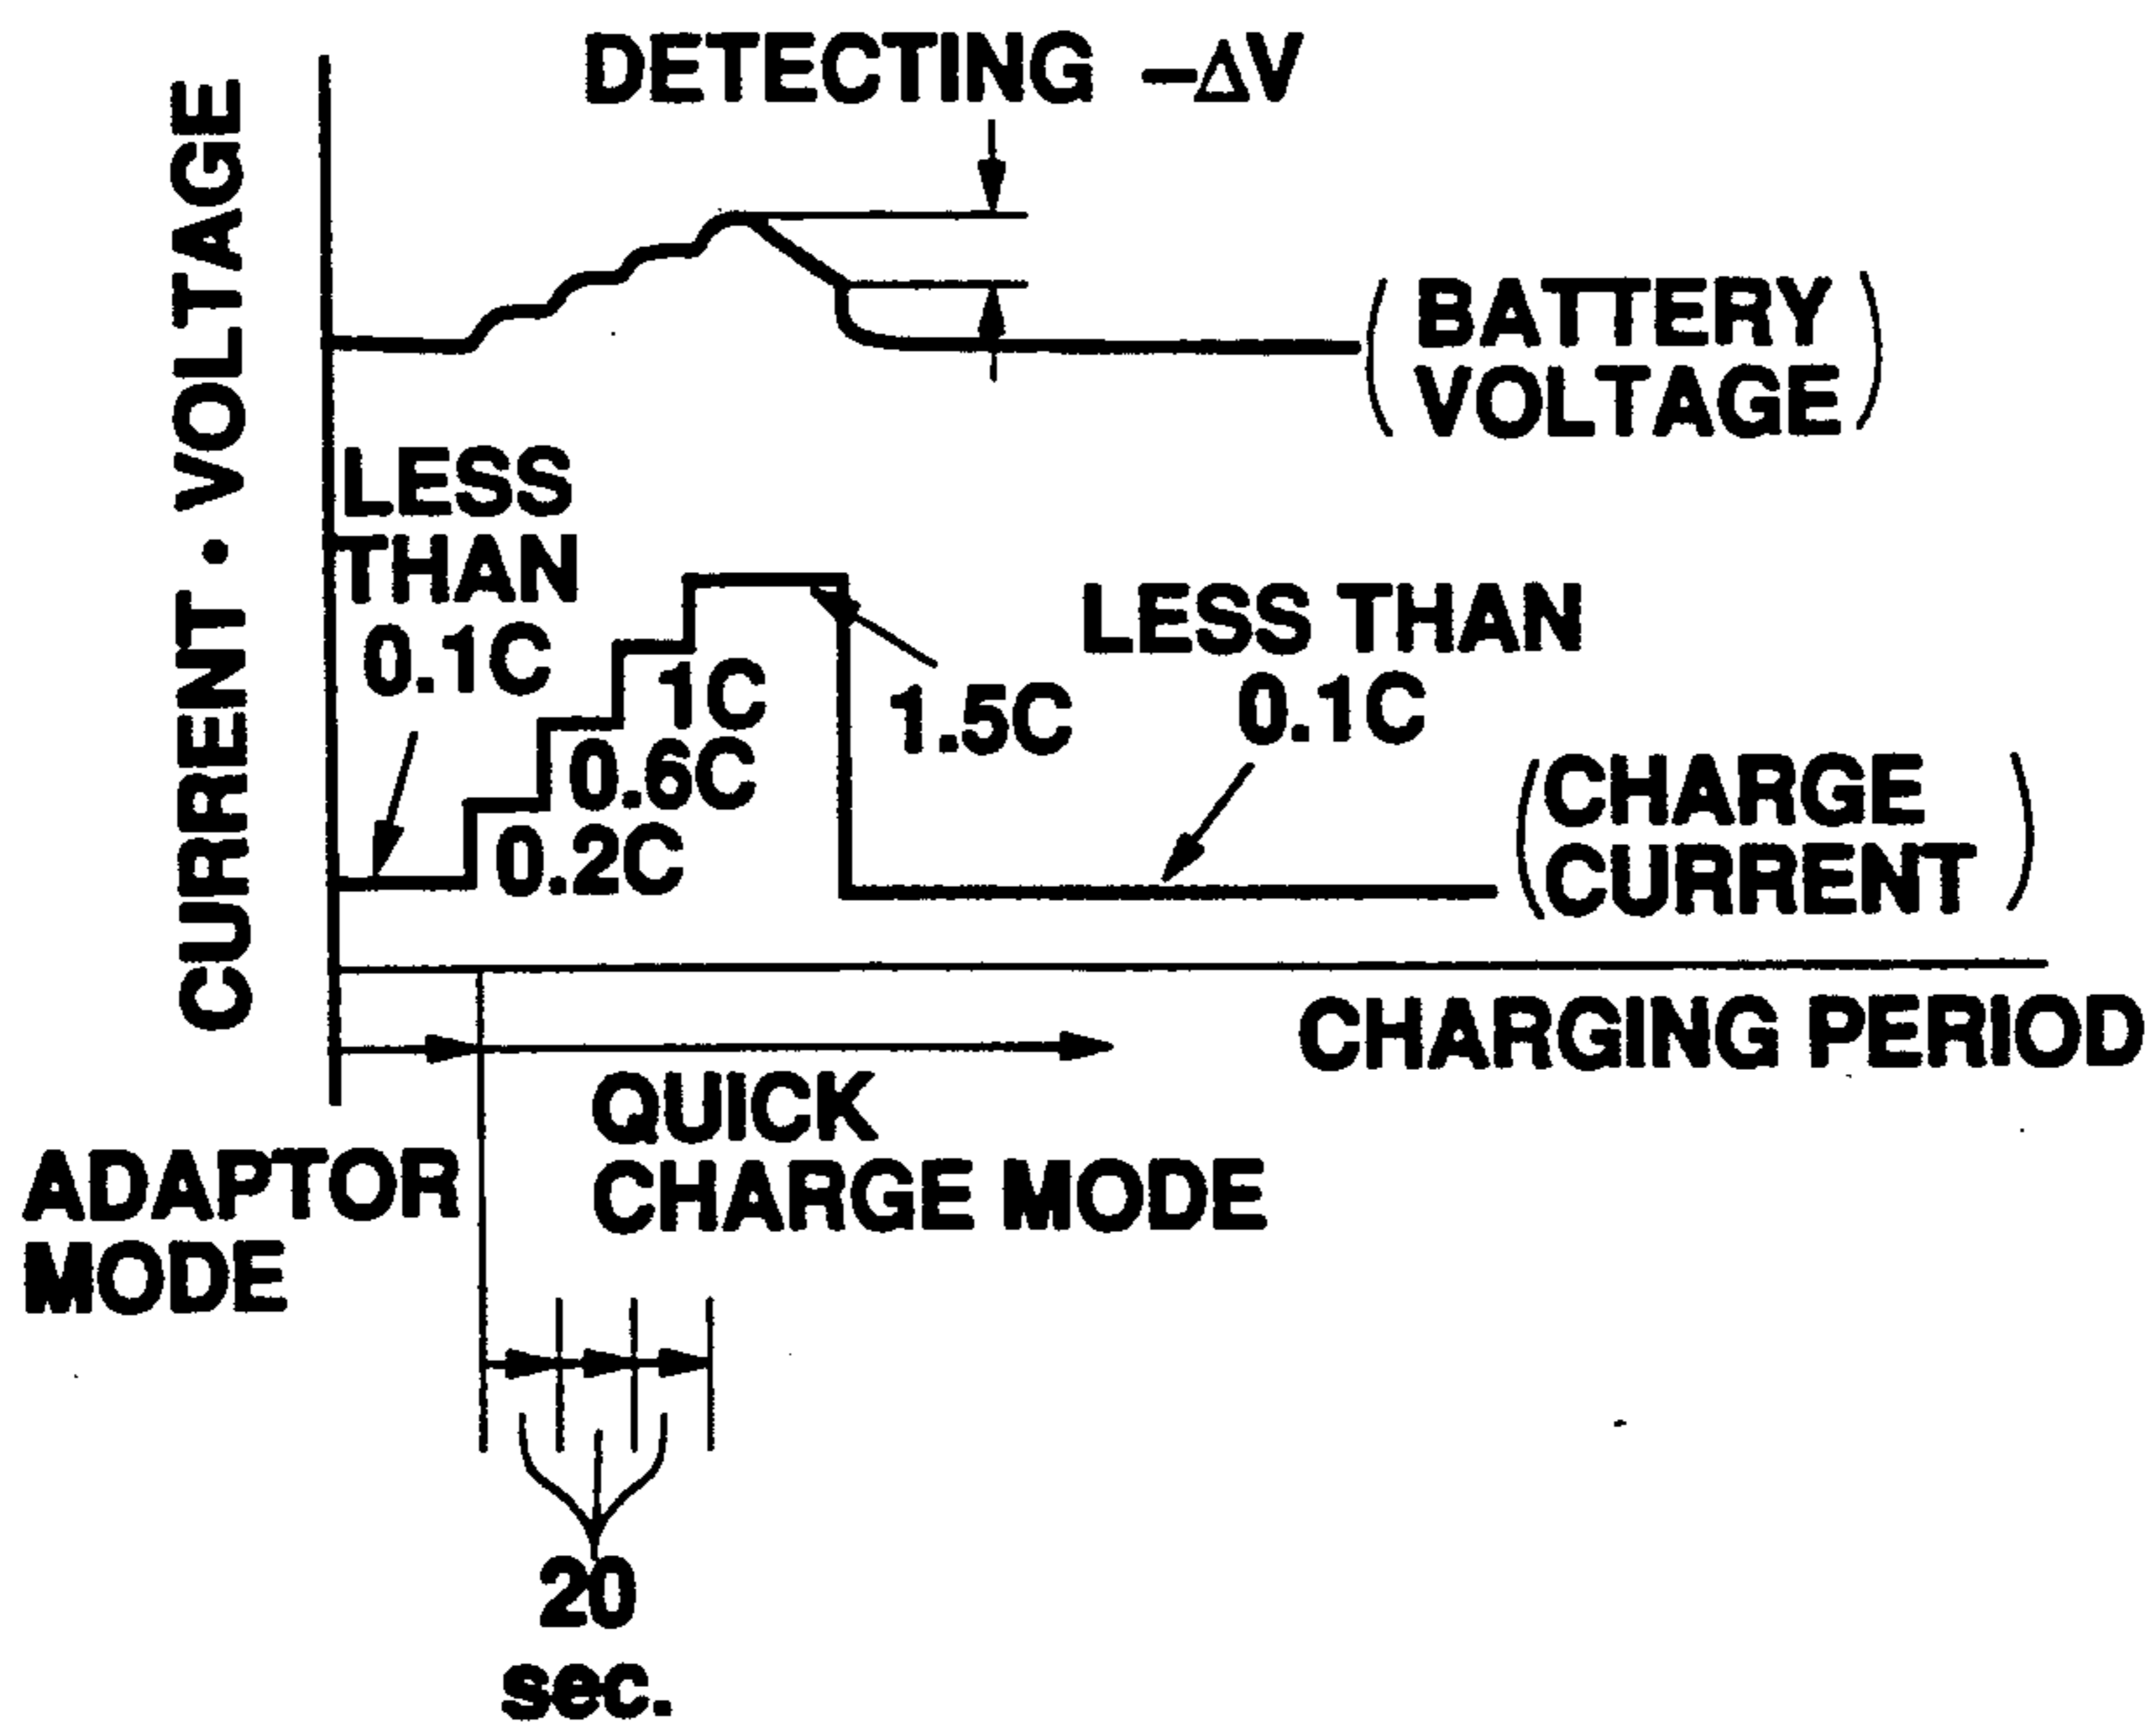 DETECTING -ΔV
CURRENT · VOLTAGE
BATTERY
VOLTAGE
LESS
THAN
0.1C
0.2C
0.6C
1C
1.5C
LESS THAN
0.1C
CHARGE
CURRENT
CHARGING PERIOD
ADAPTOR
MODE
QUICK
CHARGE MODE
20
sec.